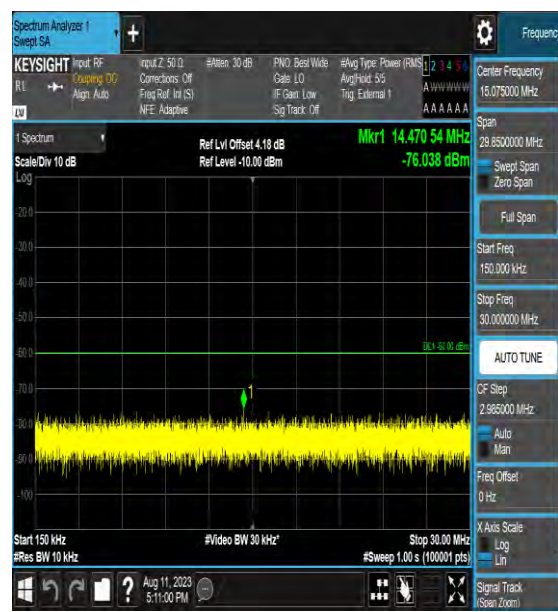 Spectrum Analyzer 1
Swept SA
+
Frequenc
KEYSIGHT
Input: RF
Coupling: DC
Align: Auto
Input Z: 50 Ω
Corrections: Off
Freq Ref: Int (S)
NFE: Adaptive
#Atten: 30 dB
PNO: Best Wide
Gate: LO
IF Gain: Low
Sig Track: Off
#Avg Type: Power (RMS
Avg|Hold: 5/5
Trig: External 1
1 2 3 4 5 6
A W W W W W
A A A A A A
1 Spectrum
Scale/Div 10 dB
Ref Lvl Offset 4.18 dB
Ref Level -10.00 dBm
Mkr1 14.470 54 MHz
-76.038 dBm
Log
-20.0
-30.0
-40.0
-50.0
-60.0
-70.0
-80.0
-90.0
-100
DL1 -60.00 dBm
1
Start 150 kHz
#Res BW 10 kHz
#Video BW 30 kHz*
Stop 30.00 MHz
#Sweep 1.00 s (100001 pts)
Center Frequency
15.075000 MHz
Span
29.8500000 MHz
Swept Span
Zero Span
Full Span
Start Freq
150.000 kHz
Stop Freq
30.000000 MHz
AUTO TUNE
CF Step
2.985000 MHz
Auto
Man
Freq Offset
0 Hz
X Axis Scale
Log
Lin
Signal Track
(Span Zoom)
?
Aug 11, 2023
5:11:00 PM